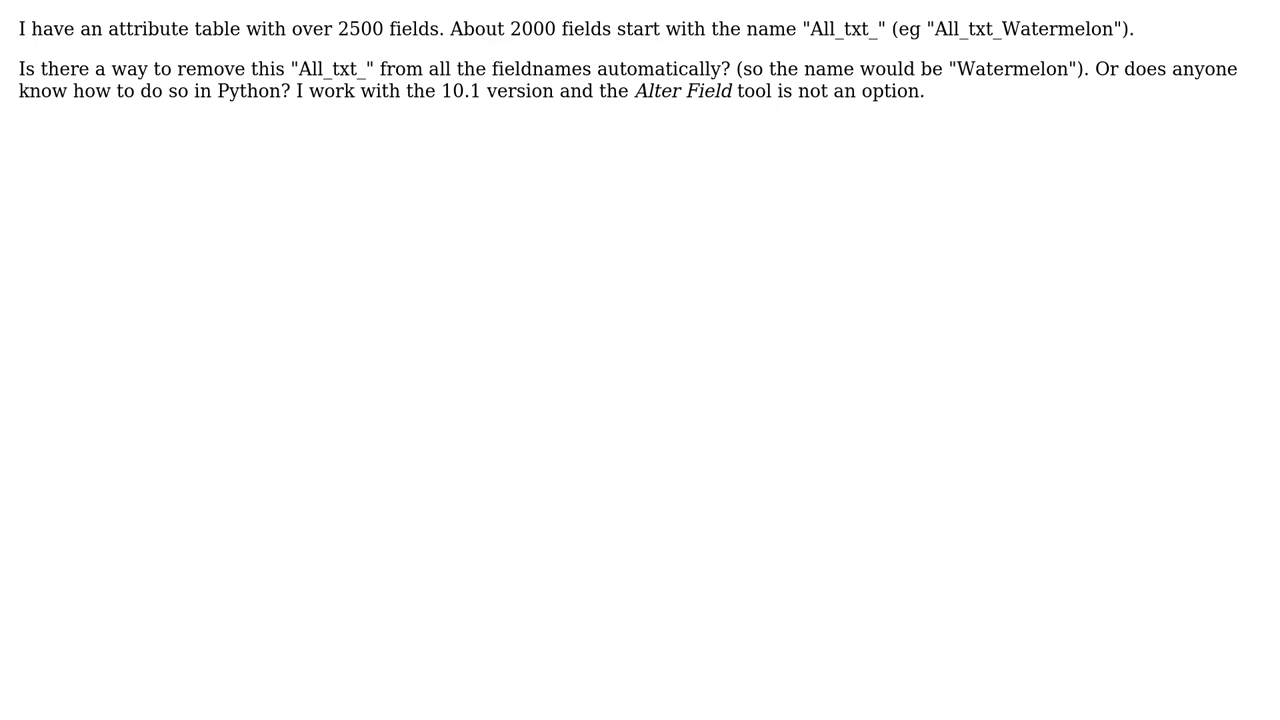 I have an attribute table with over 2500 fields. About 2000 fields start with the name "All_txt_" (eg "All_txt_Watermelon").
Is there a way to remove this "All_txt_" from all the fieldnames automatically? (so the name would be "Watermelon"). Or does anyone
know how to do so in Python? I work with the 10.1 version and the Alter Field tool is not an option.